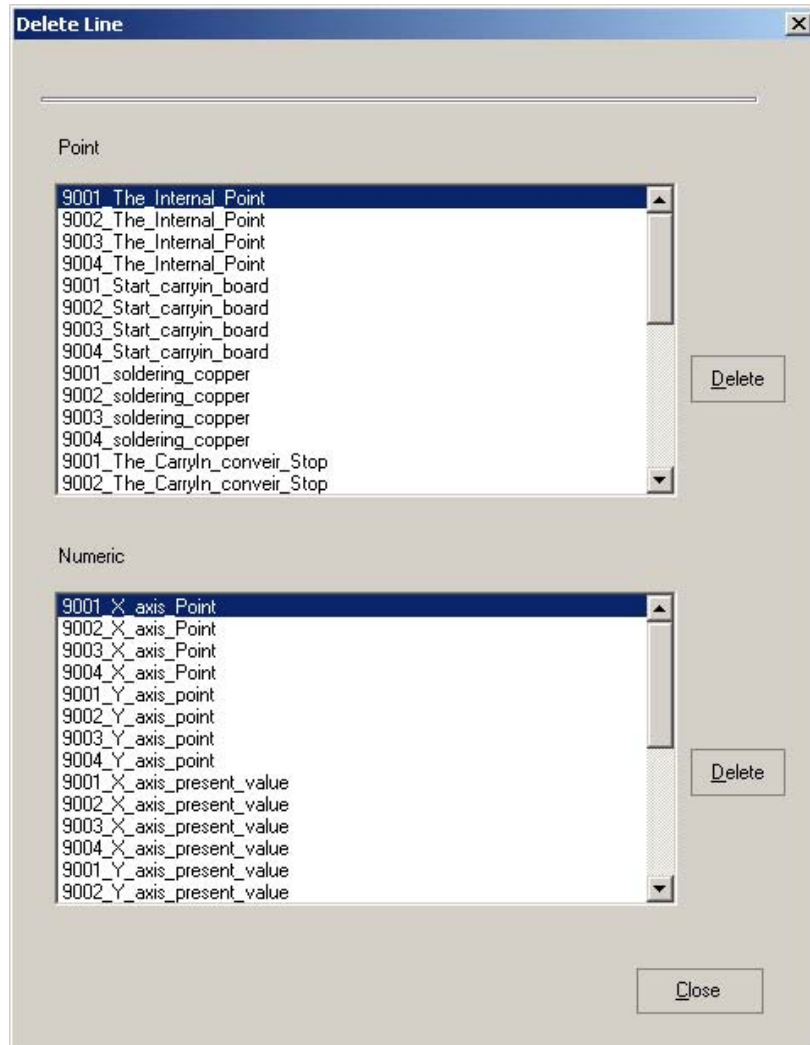 Delete Line
Point
9001_The_Internal_Point
9002_The_Internal_Point
9003_The_Internal_Point
9004_The_Internal_Point
9001_Start_carryin_board
9002_Start_carryin_board
9003_Start_carryin_board
9004_Start_carryin_board
9001_soldering_copper
9002_soldering_copper
9003_soldering_copper
9004_soldering_copper
9001_The_CarryIn_conveir_Stop
9002_The_CarryIn_conveir_Stop
Delete
Numeric
9001_X_axis_Point
9002_X_axis_Point
9003_X_axis_Point
9004_X_axis_Point
9001_Y_axis_point
9002_Y_axis_point
9003_Y_axis_point
9004_Y_axis_point
9001_X_axis_present_value
9002_X_axis_present_value
9003_X_axis_present_value
9004_X_axis_present_value
9001_Y_axis_present_value
9002_Y_axis_present_value
Delete
Close